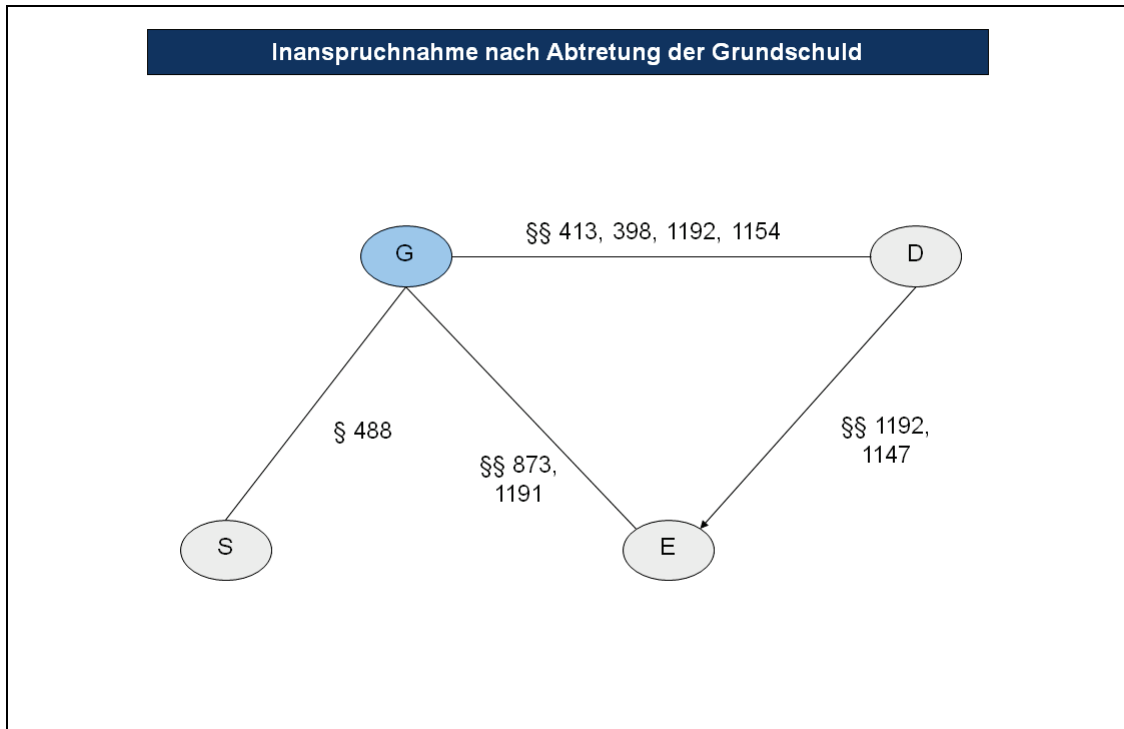 Inanspruchnahme nach Abtretung der Grundschuld
§§ 413, 398, 1192, 1154
G
D
§ 488
§§ 873,
1191
§§ 1192,
1147
S
E